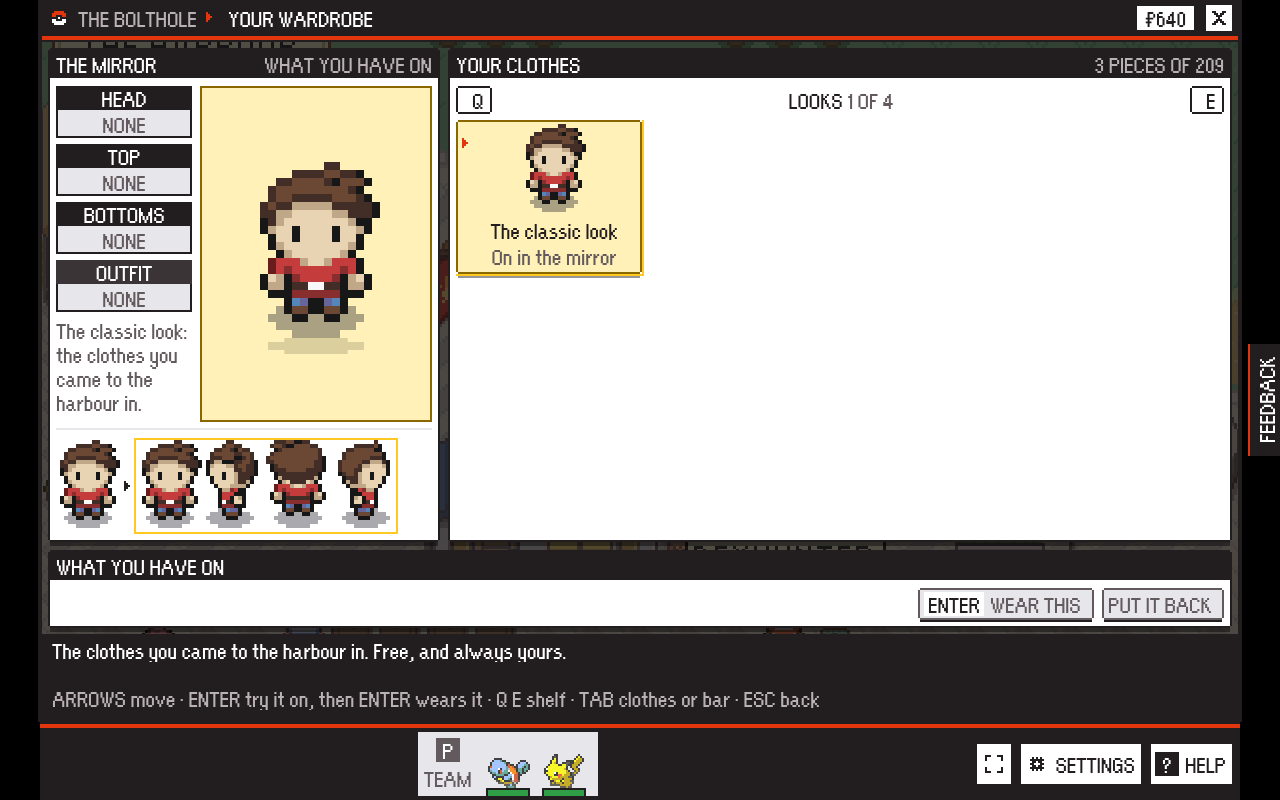 THE BOLTHOLE YOUR WARDROBE
₽640 X
THE MIRROR WHAT YOU HAVE ON
YOUR CLOTHES 3 PIECES OF 209
HEAD
NONE
TOP
NONE
BOTTOMS
NONE
OUTFIT
NONE
The classic look:
the clothes you
came to the
harbour in.
Q LOOKS 1 OF 4 E
The classic look
On in the mirror
FEEDBACK
WHAT YOU HAVE ON
ENTER WEAR THIS PUT IT BACK
The clothes you came to the harbour in. Free, and always yours.
ARROWS move · ENTER try it on, then ENTER wears it · Q E shelf · TAB clothes or bar · ESC back
P
TEAM
SETTINGS ? HELP